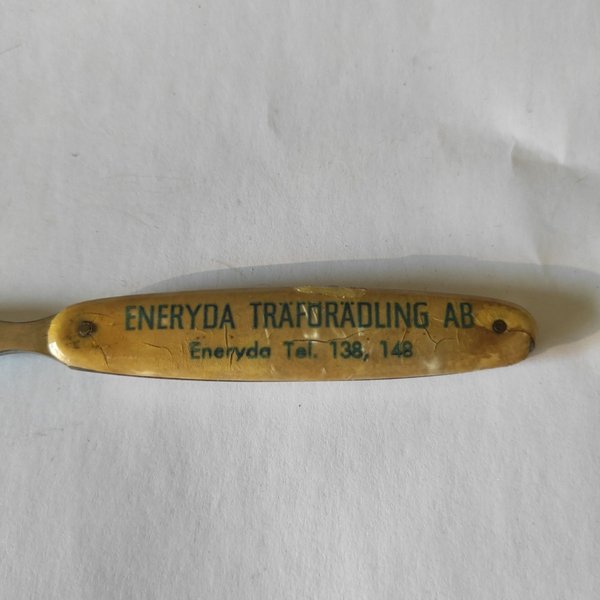 ENERYDA TRÄFÖRÄDLING AB
Eneryda Tel. 138, 148